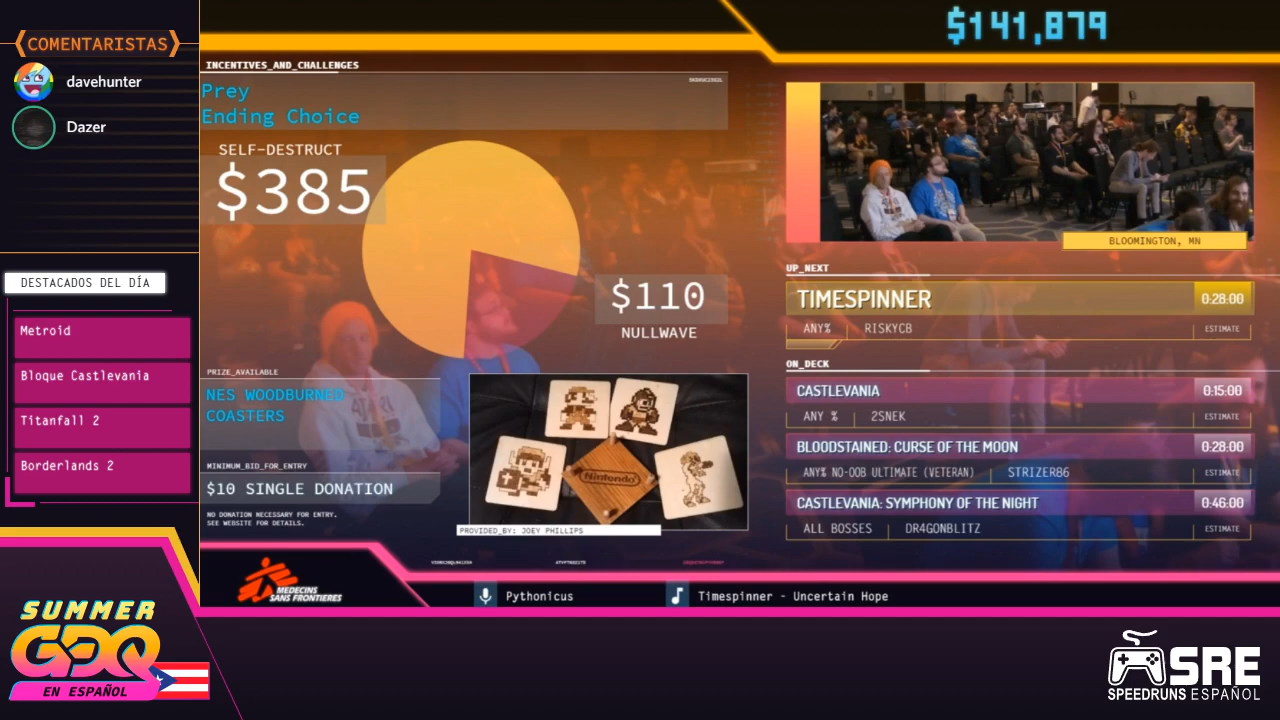 COMENTARISTAS
davehunter
Dazer
DESTACADOS DEL DÍA
Metroid
Bloque Castlevania
Titanfall 2
Borderlands 2
SUMMER
GDQ
EN ESPAÑOL
$141,879
INCENTIVES_AND_CHALLENGES
Prey
Ending Choice
SELF-DESTRUCT
$385
$110
NULLWAVE
PRIZE_AVAILABLE
NES WOODBURNED
COASTERS
MINIMUM_BID_FOR_ENTRY
$10 SINGLE DONATION
NO DONATION NECESSARY FOR ENTRY.
SEE WEBSITE FOR DETAILS.
Nintendo
PROVIDED_BY: JOEY PHILLIPS
BLOOMINGTON, MN
UP_NEXT
TIMESPINNER 0:28:00
ANY% RISKYCB ESTIMATE
ON_DECK
CASTLEVANIA 0:15:00
ANY % 2SNEK ESTIMATE
BLOODSTAINED: CURSE OF THE MOON 0:28:00
ANY% NO-OOB ULTIMATE (VETERAN) STRIZER86 ESTIMATE
CASTLEVANIA: SYMPHONY OF THE NIGHT 0:46:00
ALL BOSSES DR4GONBLITZ ESTIMATE
MEDECINS
SANS FRONTIERES
Pythonicus
Timespinner - Uncertain Hope
SRE
SPEEDRUNS ESPAÑOL